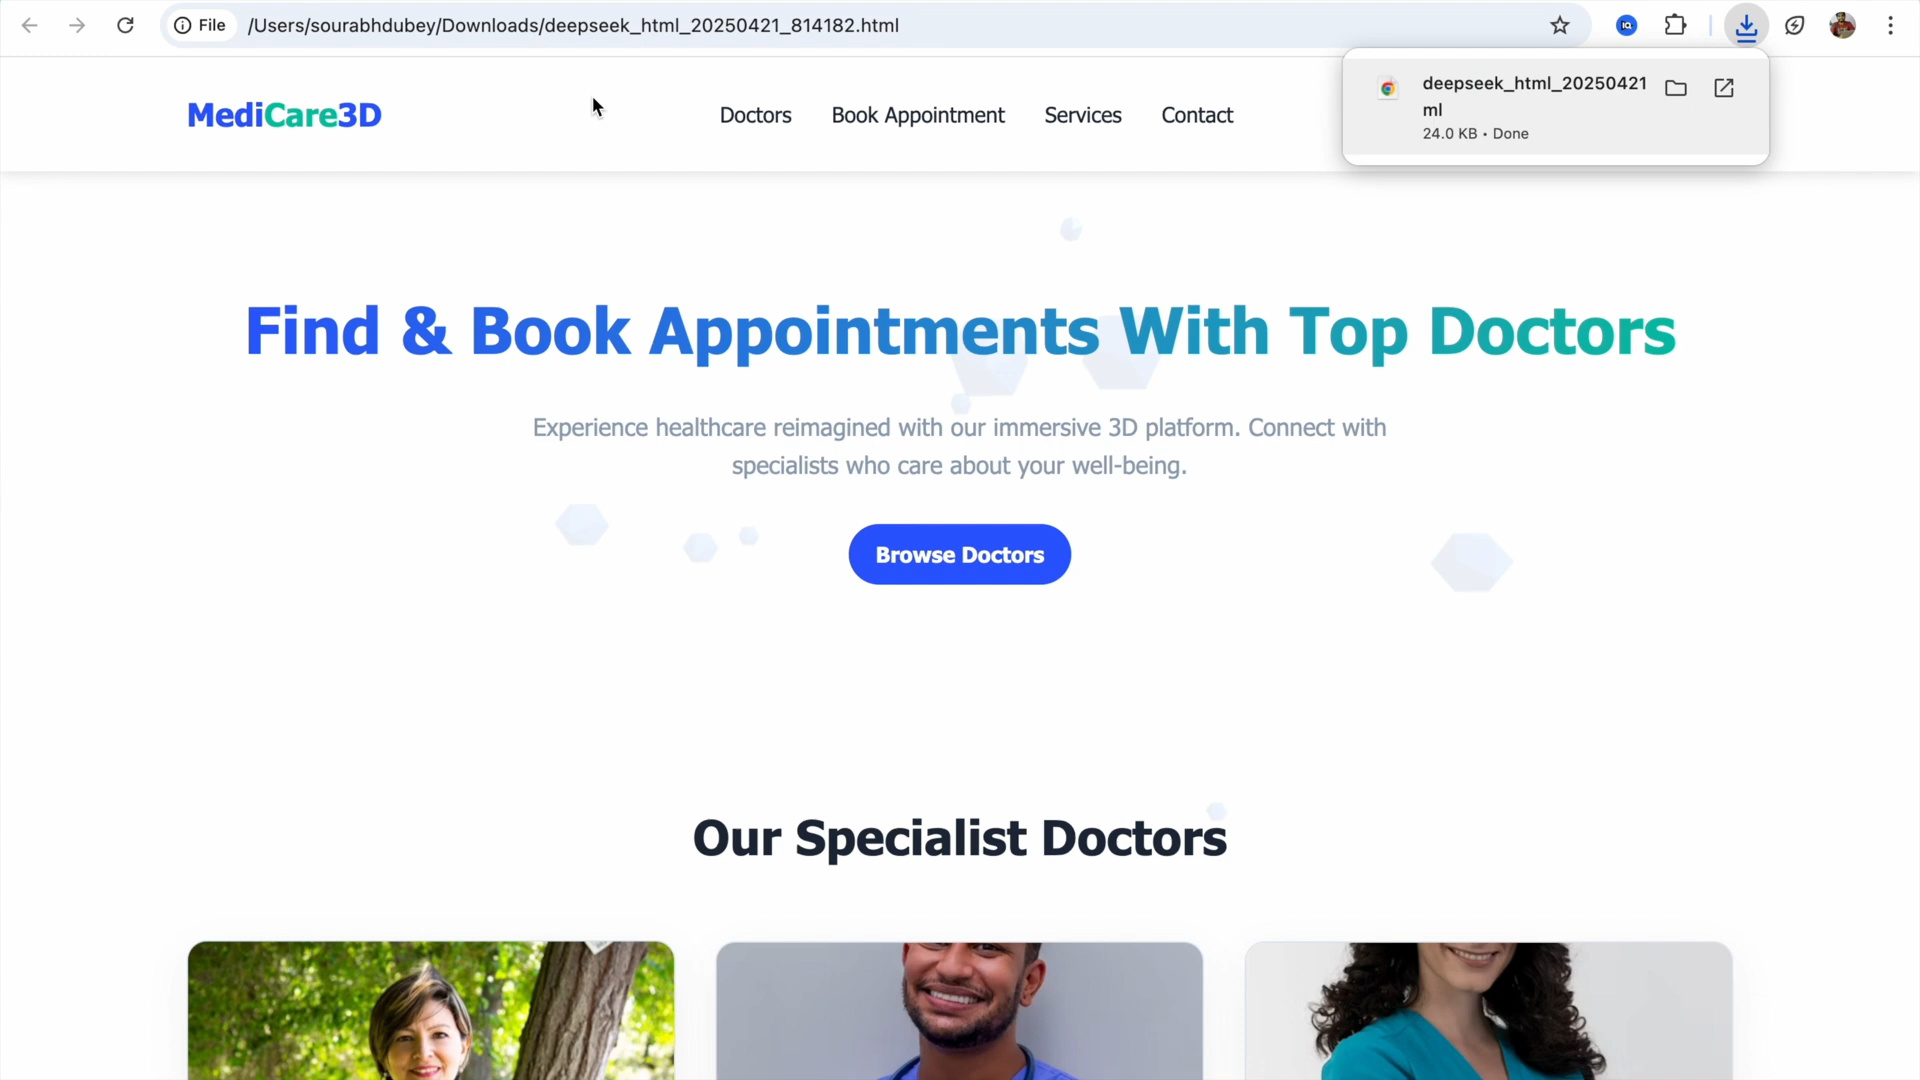 File
/Users/sourabhdubey/Downloads/deepseek_html_20250421_814182.html
deepseek_html_20250421
ml
24.0 KB • Done
MediCare3D
Doctors
Book Appointment
Services
Contact
Find & Book Appointments With Top Doctors
Experience healthcare reimagined with our immersive 3D platform. Connect with
specialists who care about your well-being.
Browse Doctors
Our Specialist Doctors